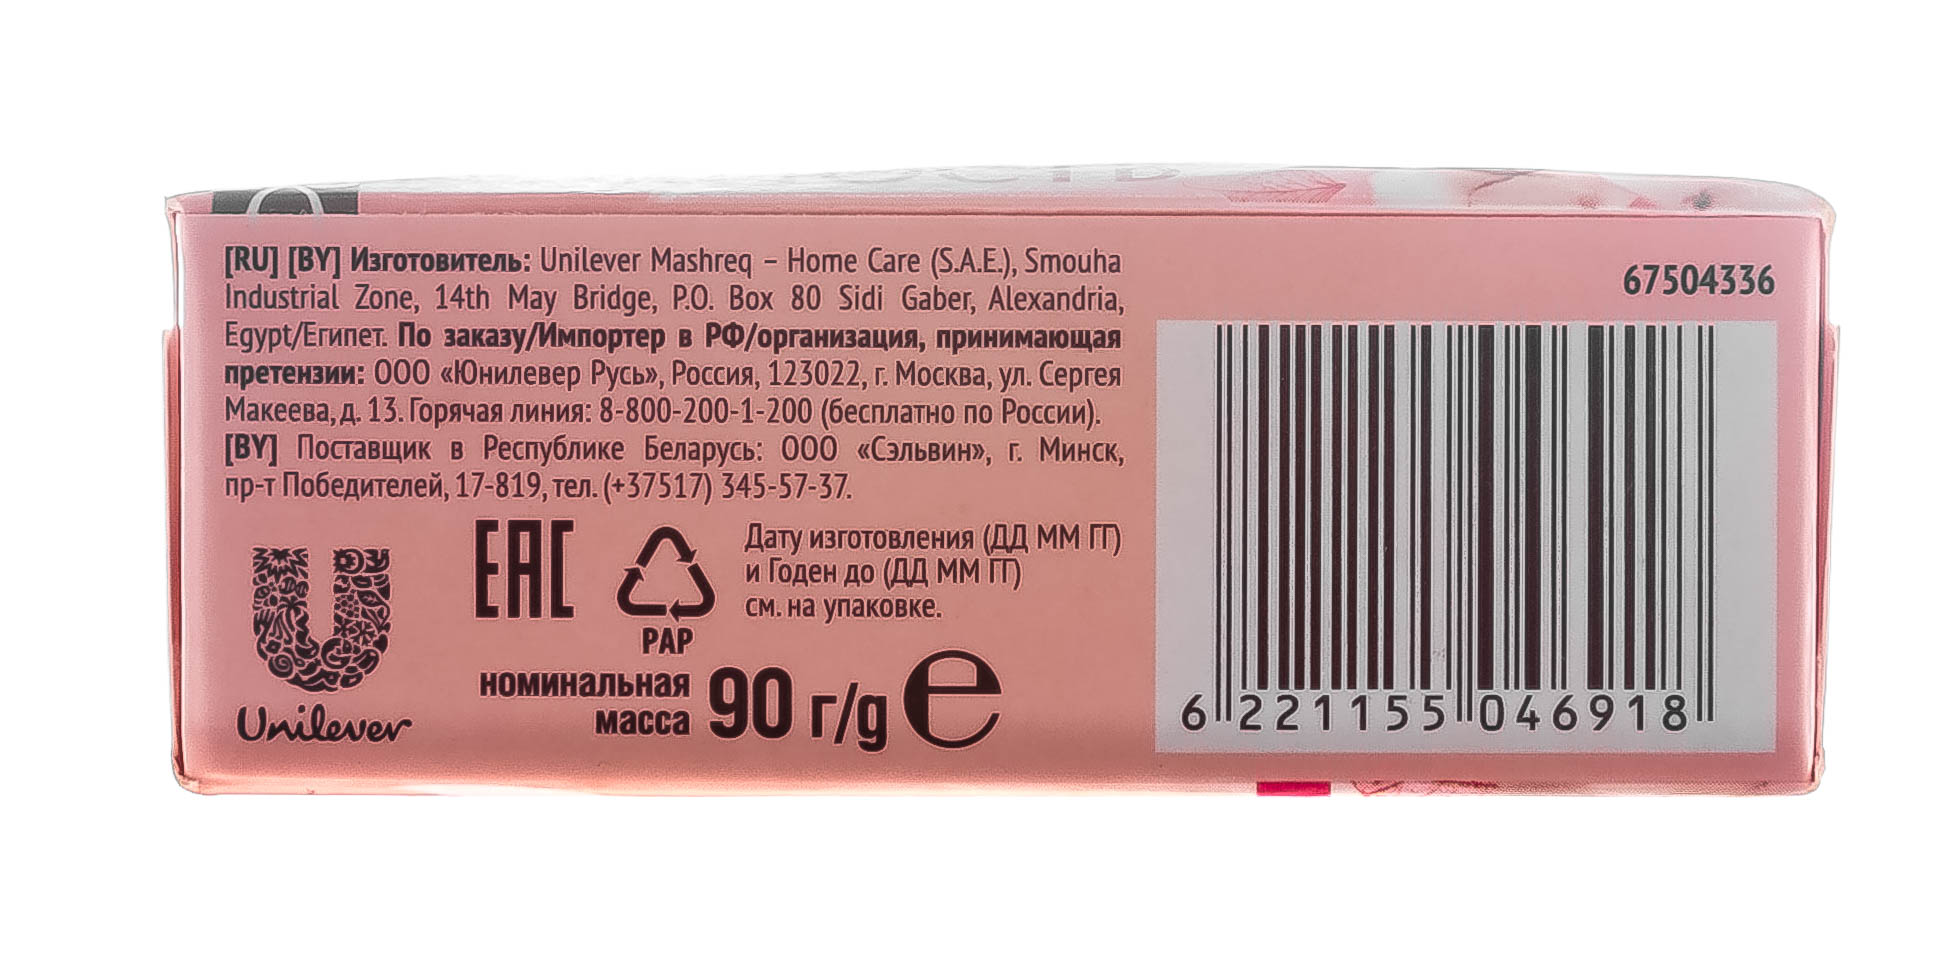 [RU] [BY] Изготовитель: Unilever Mashreq – Home Care (S.A.E.), Smouha
Industrial Zone, 14th May Bridge, P.O. Box 80 Sidi Gaber, Alexandria,
Egypt/Египет. По заказу/Импортер в РФ/организация, принимающая
претензии: ООО «Юнилевер Русь», Россия, 123022, г. Москва, ул. Сергея
Макеева, д. 13. Горячая линия: 8-800-200-1-200 (бесплатно по России).
[BY] Поставщик в Республике Беларусь: ООО «Сэльвин», г. Минск,
пр-т Победителей, 17-819, тел. (+37517) 345-57-37.
EAC
PAP
Дату изготовления (ДД ММ ГГ)
и Годен до (ДД ММ ГГ)
см. на упаковке.
Unilever
номинальная
масса 90 г/g e
67504336
6 221155 046918